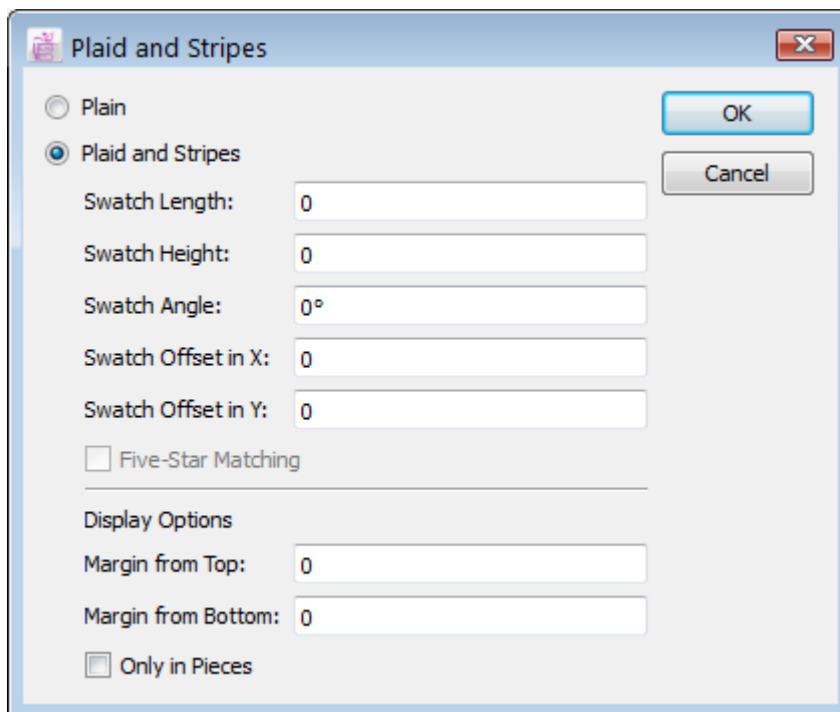 Plaid and Stripes
Plain
OK
Plaid and Stripes
Cancel
Swatch Length: 0
Swatch Height: 0
Swatch Angle: 0°
Swatch Offset in X: 0
Swatch Offset in Y: 0
Five-Star Matching
Display Options
Margin from Top: 0
Margin from Bottom: 0
Only in Pieces